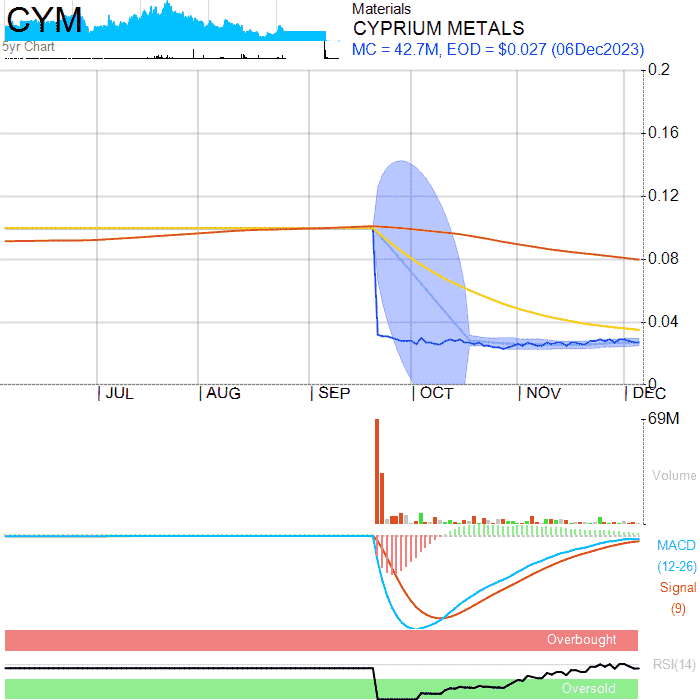 CYM
5yr Chart
Materials
CYPRIUM METALS
MC = 42.7M, EOD = $0.027 (06Dec2023)
0.2
0.16
0.12
0.08
0.04
0
JUL AUG SEP OCT NOV DEC
69M
Volume
MACD
(12-26)
Signal
(9)
Overbought
RSI(14)
Oversold